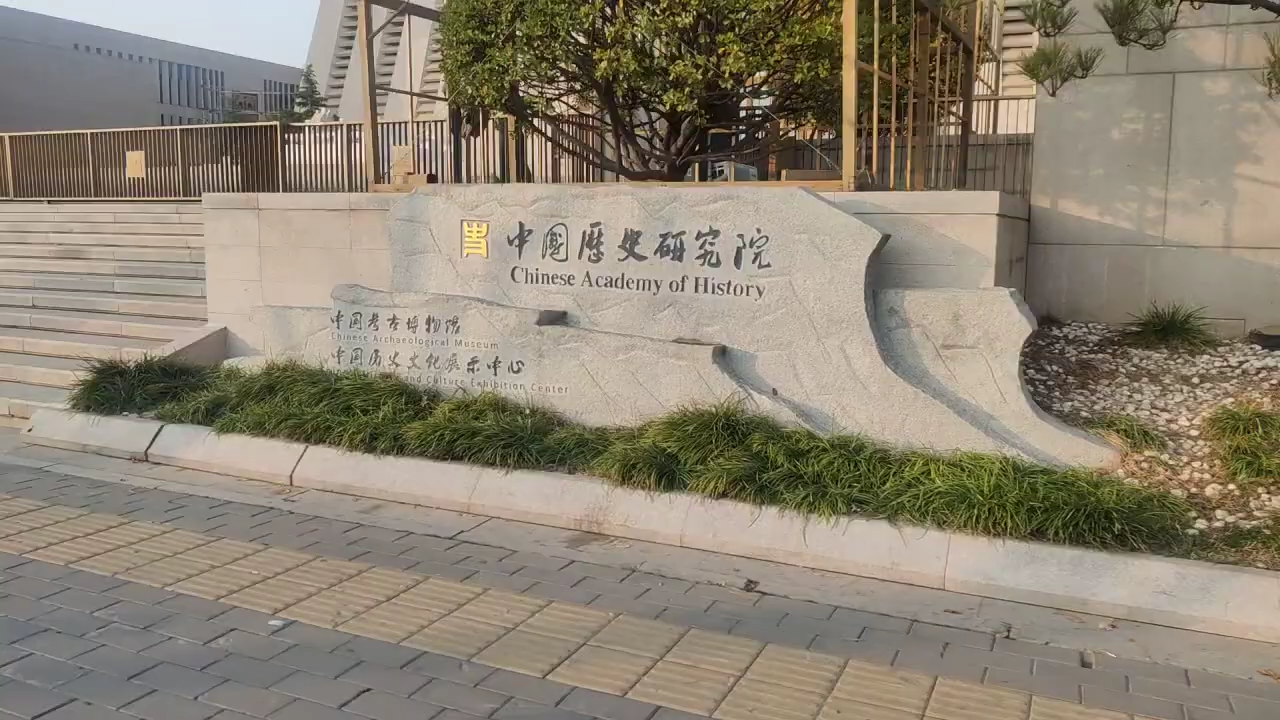 中國歷史研究院
Chinese Academy of History
中国考古博物馆
Chinese Archaeological Museum
中国历史文化展示中心
and Culture Exhibition Center